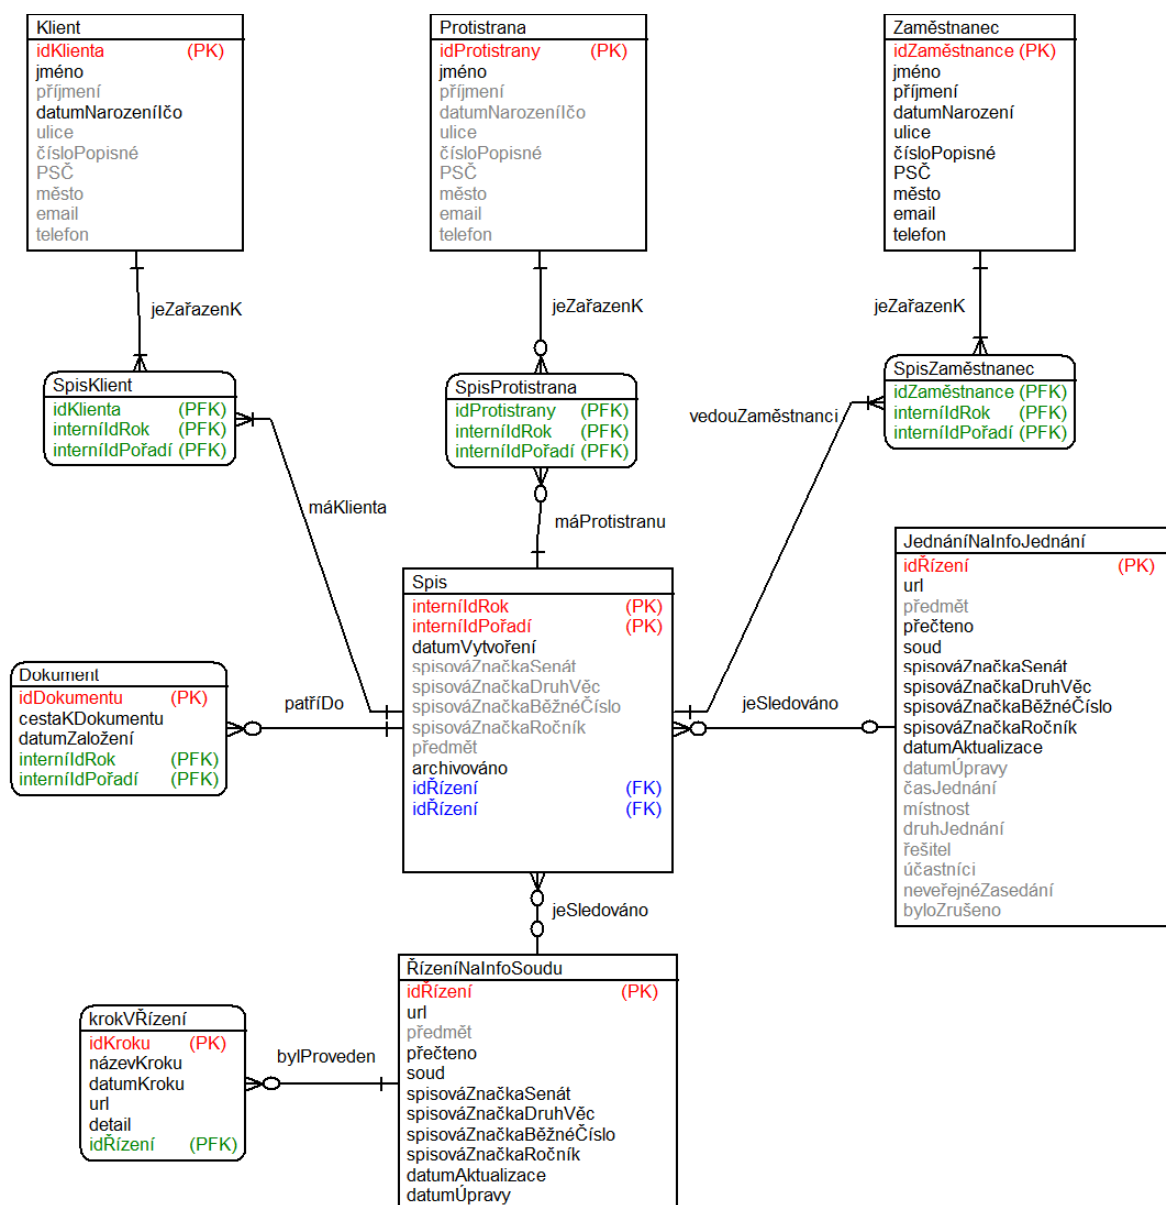 Klient
idKlienta (PK)
jméno
příjmení
datumNarozeníIčo
ulice
čísloPopisné
PSČ
město
email
telefon
Protistrana
idProtistrany (PK)
jméno
příjmení
datumNarozeníIčo
ulice
čísloPopisné
PSČ
město
email
telefon
Zaměstnanec
idZaměstnance (PK)
jméno
příjmení
datumNarození
ulice
čísloPopisné
PSČ
město
email
telefon
jeZařazenK
jeZařazenK
jeZařazenK
SpisKlient
idKlienta (PFK)
interníIdRok (PFK)
interníIdPořadí (PFK)
SpisProtistrana
idProtistrany (PFK)
interníIdRok (PFK)
interníIdPořadí (PFK)
SpisZaměstnanec
idZaměstnance (PFK)
interníIdRok (PFK)
interníIdPořadí (PFK)
vedouZaměstnanci
máKlienta
máProtistranu
Spis
interníIdRok (PK)
interníIdPořadí (PK)
datumVytvoření
spisováZnačkaSenát
spisováZnačkaDruhVěc
spisováZnačkaBěžnéČíslo
spisováZnačkaRočník
předmět
archivováno
idŘízení (FK)
idŘízení (FK)
JednáníNaInfoJednání
idŘízení (PK)
url
předmět
přečteno
soud
spisováZnačkaSenát
spisováZnačkaDruhVěc
spisováZnačkaBěžnéČíslo
spisováZnačkaRočník
datumAktualizace
datumÚpravy
časJednání
místnost
druhJednání
řešitel
účastníci
neveřejnéZasedání
byloZrušeno
Dokument
idDokumentu (PK)
cestaKDokumentu
datumZaložení
interníIdRok (PFK)
interníIdPořadí (PFK)
patříDo
jeSledováno
jeSledováno
ŘízeníNaInfoSoudu
idŘízení (PK)
url
předmět
přečteno
soud
spisováZnačkaSenát
spisováZnačkaDruhVěc
spisováZnačkaBěžnéČíslo
spisováZnačkaRočník
datumAktualizace
datumÚpravy
krokVŘízení
idKroku (PK)
názevKroku
datumKroku
url
detail
idŘízení (PFK)
bylProveden